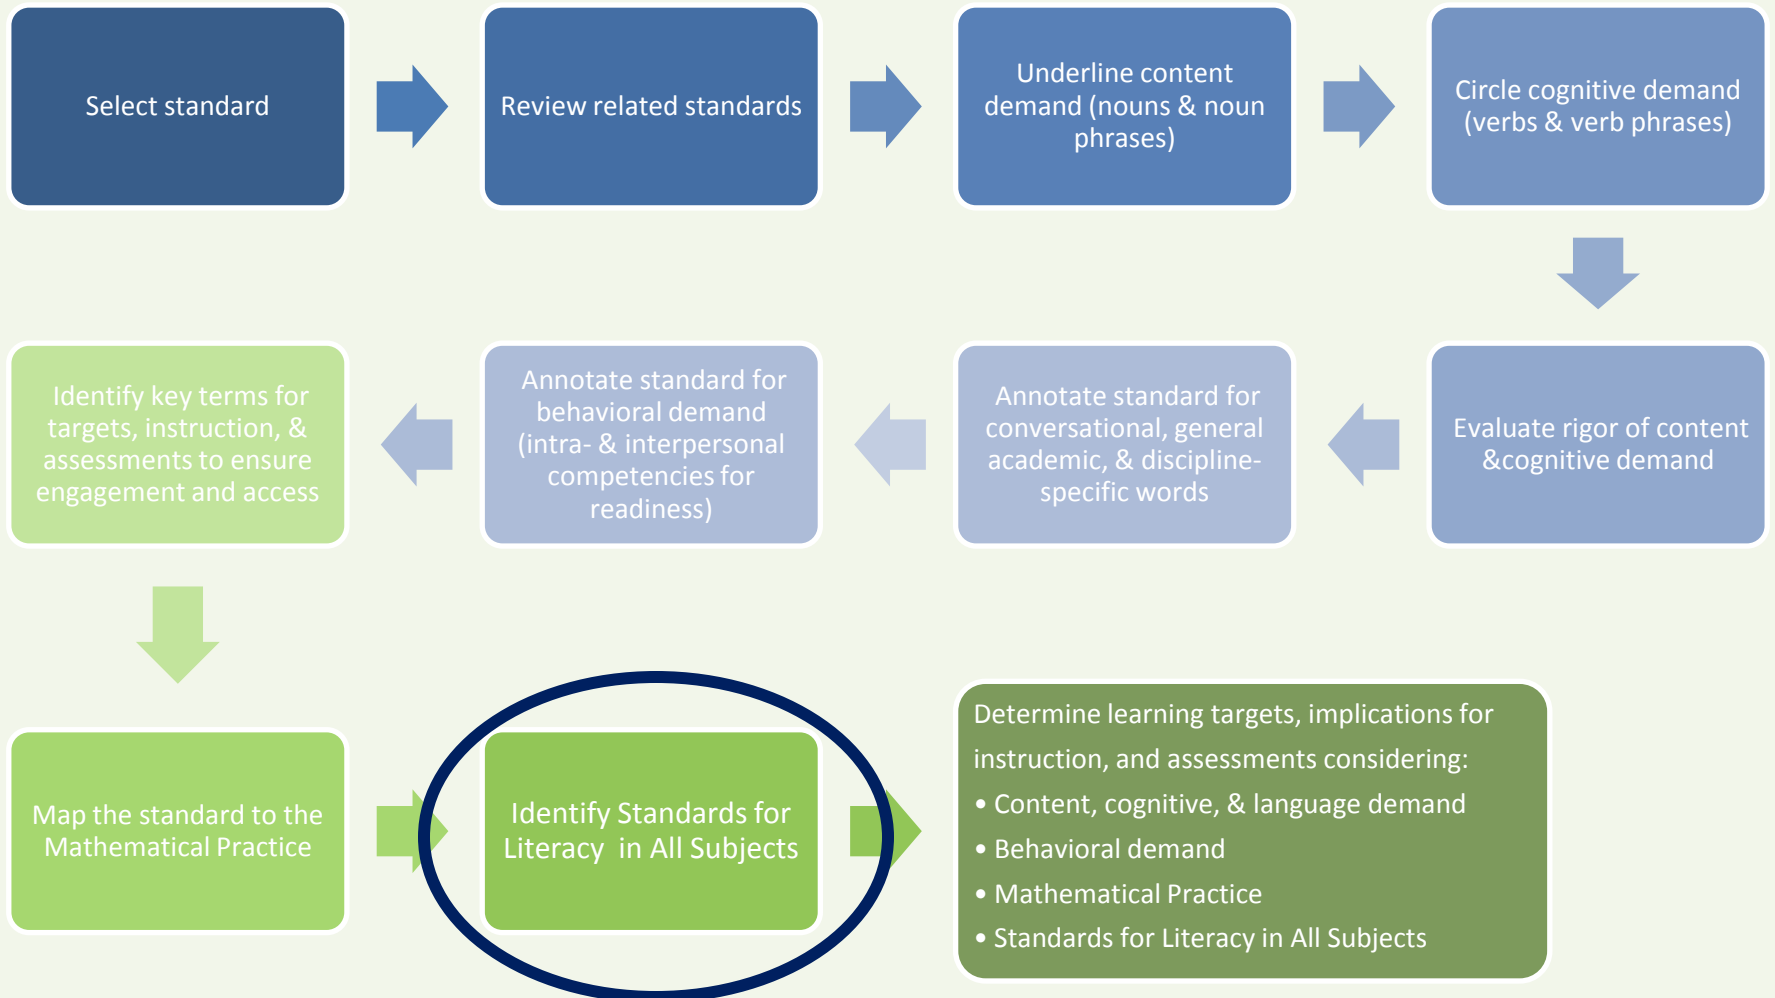 Select standard
Review related standards
Underline content
demand (nouns & noun
phrases)
Circle cognitive demand
(verbs & verb phrases)
Evaluate rigor of content
&cognitive demand
Annotate standard for
conversational, general
academic, & discipline-
specific words
Annotate standard for
behavioral demand
(intra- & interpersonal
competencies for
readiness)
Identify key terms for
targets, instruction, &
assessments to ensure
engagement and access
Map the standard to the
Mathematical Practice
Identify Standards for
Literacy in All Subjects
Determine learning targets, implications for
instruction, and assessments considering:
• Content, cognitive, & language demand
• Behavioral demand
• Mathematical Practice
• Standards for Literacy in All Subjects